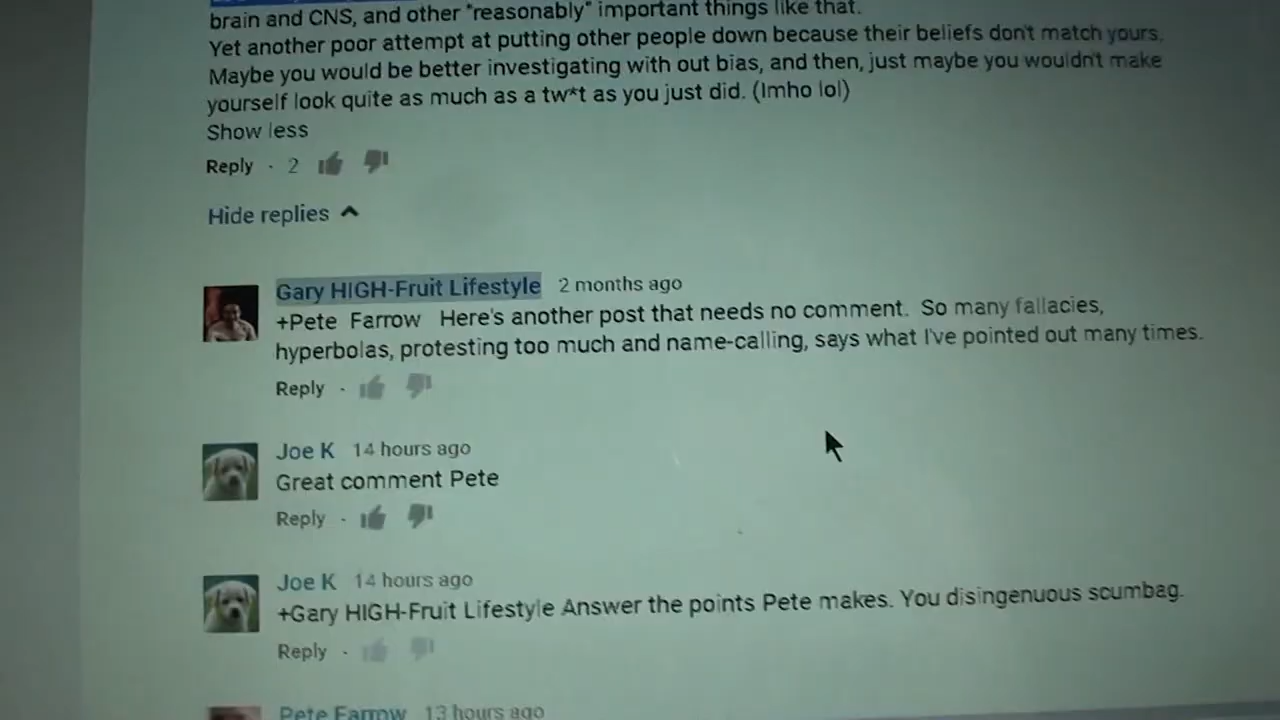 brain and CNS, and other "reasonably" important things like that.
Yet another poor attempt at putting other people down because their beliefs don't match yours.
Maybe you would be better investigating with out bias, and then, just maybe you wouldn't make
yourself look quite as much as a tw*t as you just did. (Imho lol)
Show less
Reply · 2
Hide replies
Gary HIGH-Fruit Lifestyle 2 months ago
+Pete Farrow Here's another post that needs no comment. So many fallacies,
hyperbolas, protesting too much and name-calling, says what I've pointed out many times.
Reply ·
Joe K 14 hours ago
Great comment Pete
Reply ·
Joe K 14 hours ago
+Gary HIGH-Fruit Lifestyle Answer the points Pete makes. You disingenuous scumbag.
Reply ·
Pete Farrow 13 hours ago